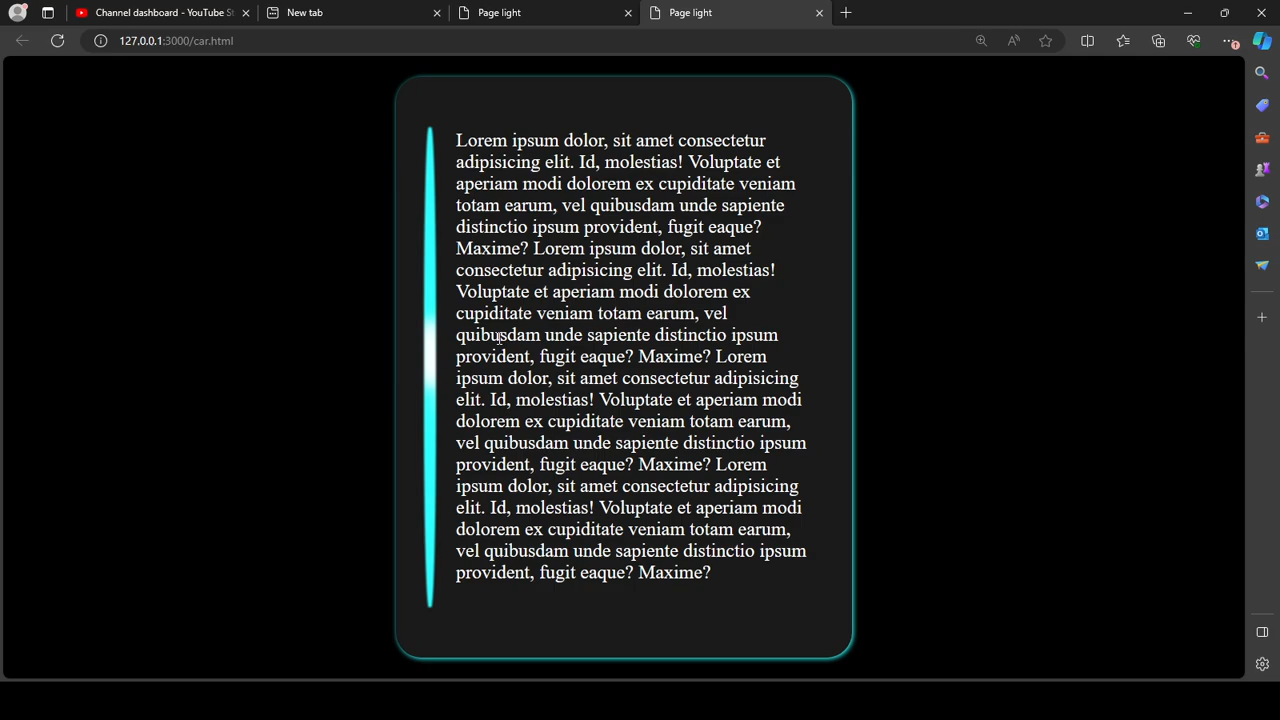 Channel dashboard - YouTube St
New tab
Page light
Page light
127.0.0.1:3000/car.html
Lorem ipsum dolor, sit amet consectetur
adipisicing elit. Id, molestias! Voluptate et
aperiam modi dolorem ex cupiditate veniam
totam earum, vel quibusdam unde sapiente
distinctio ipsum provident, fugit eaque?
Maxime? Lorem ipsum dolor, sit amet
consectetur adipisicing elit. Id, molestias!
Voluptate et aperiam modi dolorem ex
cupiditate veniam totam earum, vel
quibusdam unde sapiente distinctio ipsum
provident, fugit eaque? Maxime? Lorem
ipsum dolor, sit amet consectetur adipisicing
elit. Id, molestias! Voluptate et aperiam modi
dolorem ex cupiditate veniam totam earum,
vel quibusdam unde sapiente distinctio ipsum
provident, fugit eaque? Maxime? Lorem
ipsum dolor, sit amet consectetur adipisicing
elit. Id, molestias! Voluptate et aperiam modi
dolorem ex cupiditate veniam totam earum,
vel quibusdam unde sapiente distinctio ipsum
provident, fugit eaque? Maxime?